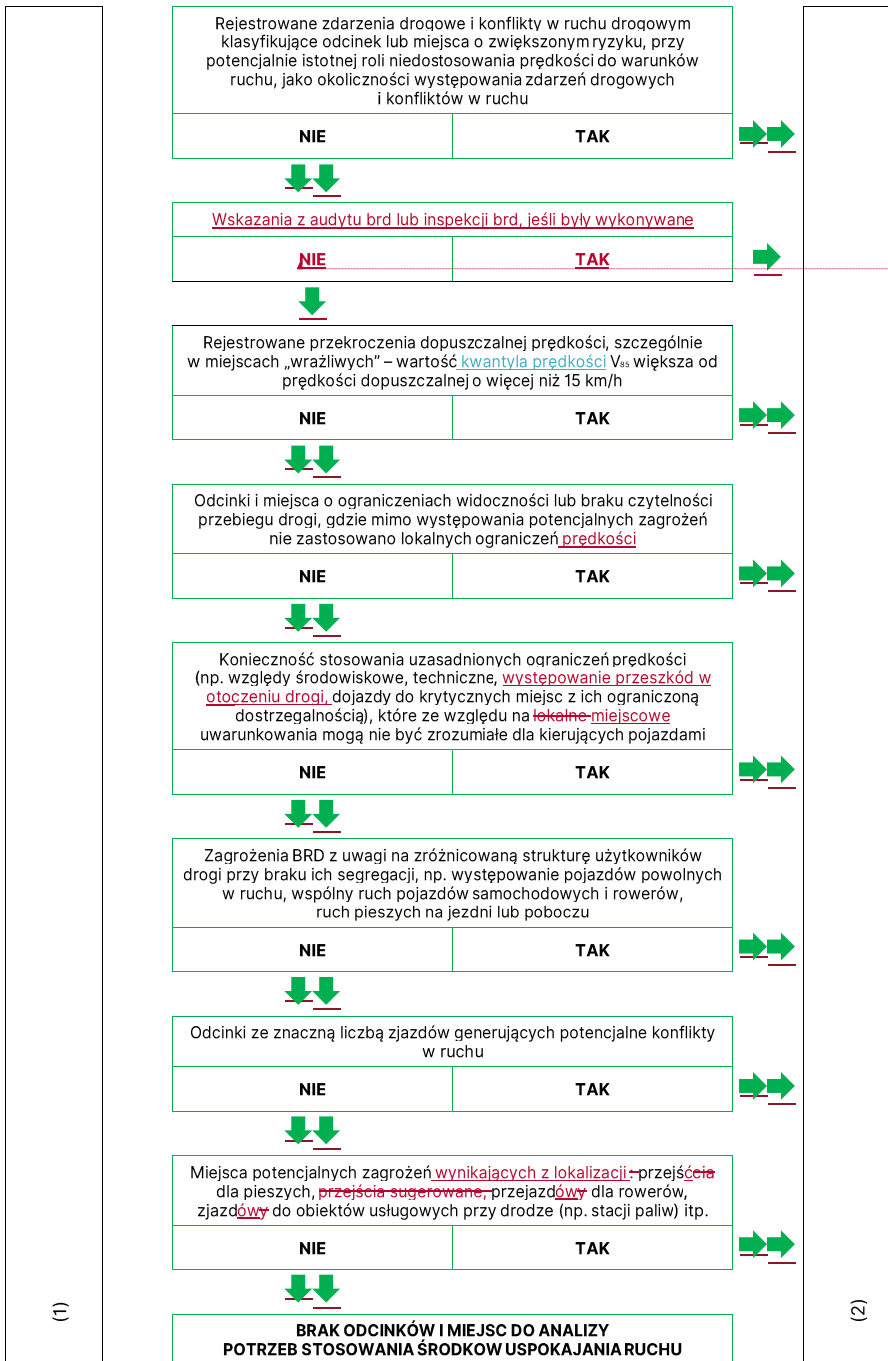 Rejestrowane zdarzenia drogowe i konflikty w ruchu drogowym
klasyfikujące odcinek lub miejsca o zwiększonym ryzyku, przy
potencjalnie istotnej roli niedostosowania prędkości do warunków
ruchu, jako okoliczności występowania zdarzeń drogowych
i konfliktów w ruchu
NIE TAK
Wskazania z audytu brd lub inspekcji brd, jeśli były wykonywane
NIE TAK
Rejestrowane przekroczenia dopuszczalnej prędkości, szczególnie
w miejscach „wrażliwych” – wartość kwantyla prędkości V85 większa od
prędkości dopuszczalnej o więcej niż 15 km/h
NIE TAK
Odcinki i miejsca o ograniczeniach widoczności lub braku czytelności
przebiegu drogi, gdzie mimo występowania potencjalnych zagrożeń
nie zastosowano lokalnych ograniczeń prędkości
NIE TAK
Konieczność stosowania uzasadnionych ograniczeń prędkości
(np. względy środowiskowe, techniczne, występowanie przeszkód w
otoczeniu drogi, dojazdy do krytycznych miejsc z ich ograniczoną
dostrzegalnością), które ze względu na lokalne miejscowe
uwarunkowania mogą nie być zrozumiałe dla kierujących pojazdami
NIE TAK
Zagrożenia BRD z uwagi na zróżnicowaną strukturę użytkowników
drogi przy braku ich segregacji, np. występowanie pojazdów powolnych
w ruchu, wspólny ruch pojazdów samochodowych i rowerów,
ruch pieszych na jezdni lub poboczu
NIE TAK
Odcinki ze znaczną liczbą zjazdów generujących potencjalne konflikty
w ruchu
NIE TAK
Miejsca potencjalnych zagrożeń wynikających z lokalizacji : przejśćcia
dla pieszych, przejścia sugerowane, przejazdówy dla rowerów,
zjazdówy do obiektów usługowych przy drodze (np. stacji paliw) itp.
NIE TAK
(1)
(2)
BRAK ODCINKÓW I MIEJSC DO ANALIZY
POTRZEB STOSOWANIA ŚRODKÓW USPOKAJANIA RUCHU